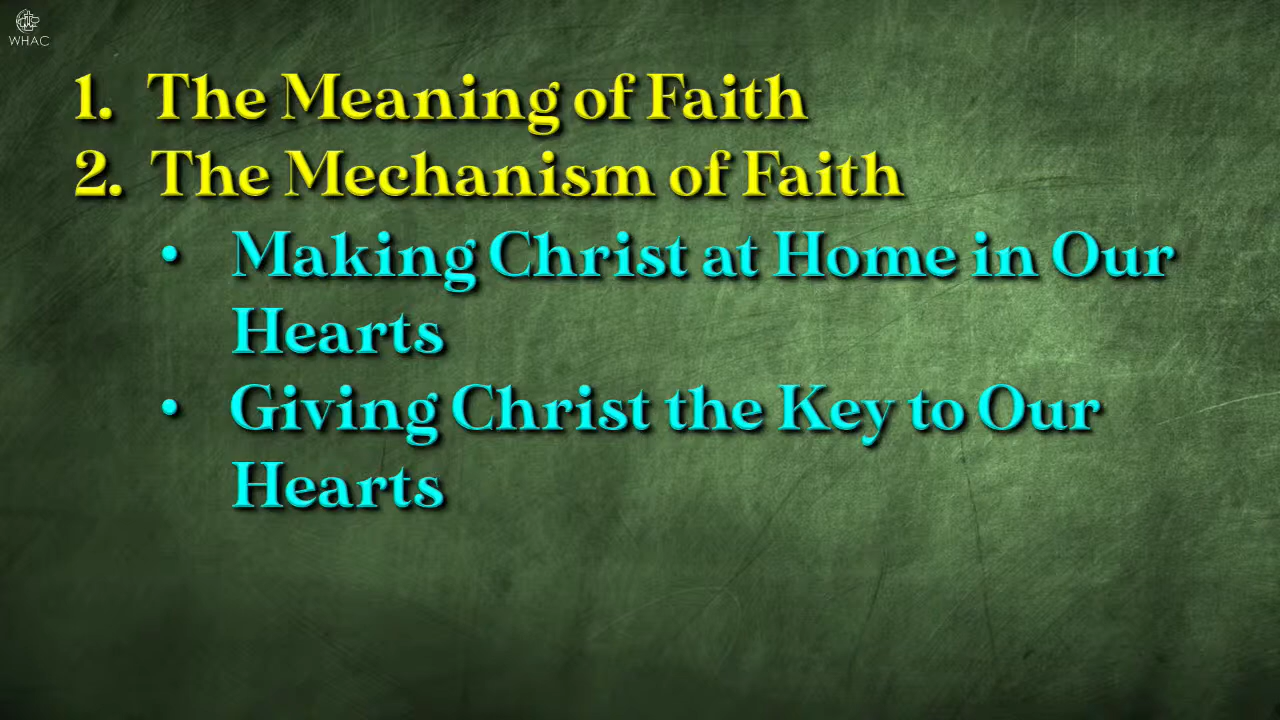 WHAC
1. The Meaning of Faith
2. The Mechanism of Faith
• Making Christ at Home in Our
Hearts
• Giving Christ the Key to Our
Hearts